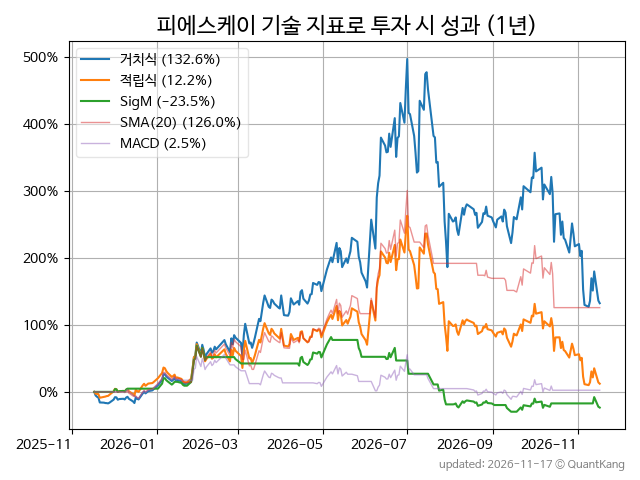 피에스케이 기술 지표로 투자 시 성과 (1년)
거치식 (132.6%)
적립식 (12.2%)
SigM (−23.5%)
SMA(20) (126.0%)
MACD (2.5%)
500%
400%
300%
200%
100%
0%
2025-11 2026-01 2026-03 2026-05 2026-07 2026-09 2026-11
updated: 2026-11-17 © QuantKang